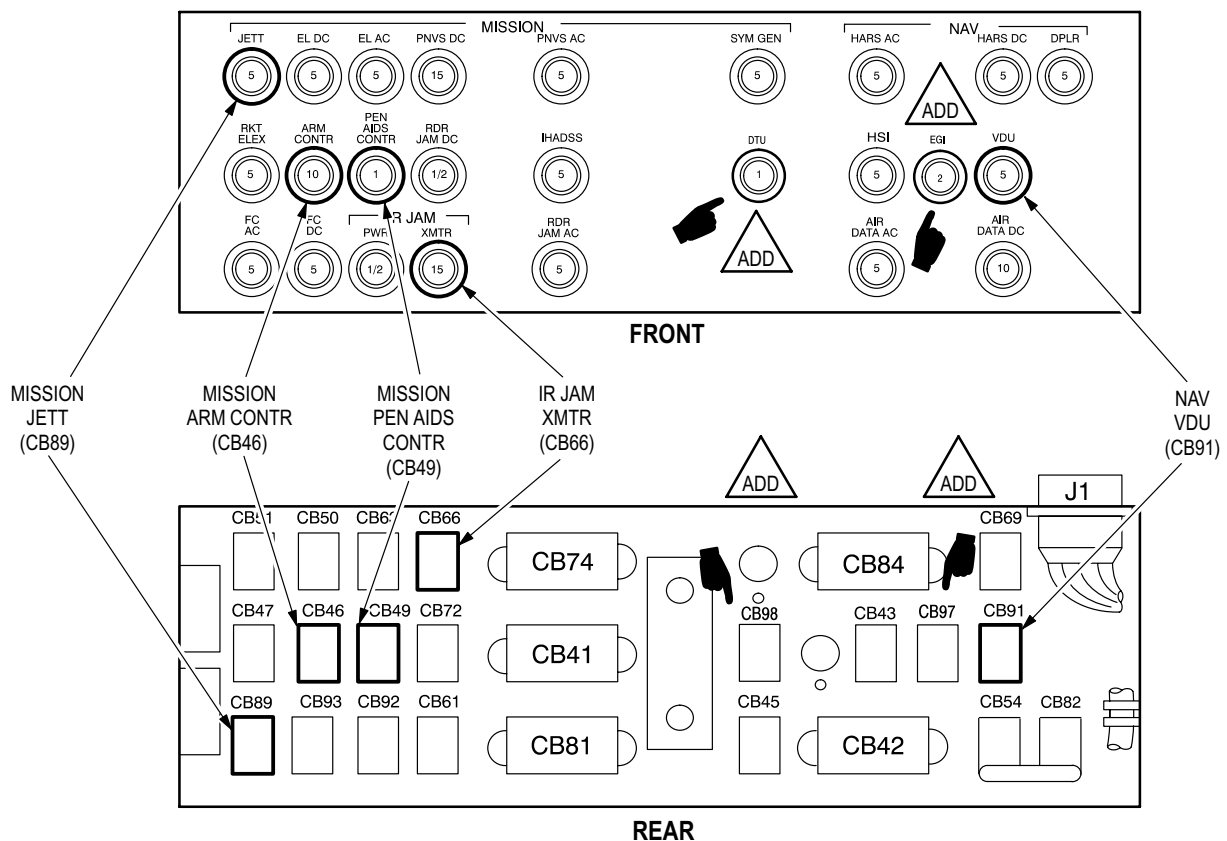 MISSION
NAV
JETT
EL DC
EL AC
PNVS DC
PNVS AC
SYM GEN
HARS AC
HARS DC
DPLR
5
5
5
15
5
5
5
5
5
ADD
RKT
ELEX
ARM
CONTR
PEN
AIDS
CONTR
RDR
JAM DC
IHADSS
DTU
HSI
EGI
VDU
5
10
1
1/2
5
1
5
2
5
FC
AC
FC
DC
IR JAM
PWR
XMTR
RDR
JAM AC
ADD
AIR
DATA AC
AIR
DATA DC
5
5
1/2
15
5
5
10
FRONT
MISSION
JETT
(CB89)
MISSION
ARM CONTR
(CB46)
MISSION
PEN AIDS
CONTR
(CB49)
IR JAM
XMTR
(CB66)
NAV
VDU
(CB91)
ADD
ADD
J1
CB51
CB50
CB63
CB66
CB74
CB84
CB69
CB47
CB46
CB49
CB72
CB41
CB98
CB43
CB97
CB91
CB89
CB93
CB92
CB61
CB81
CB45
CB42
CB54
CB82
REAR